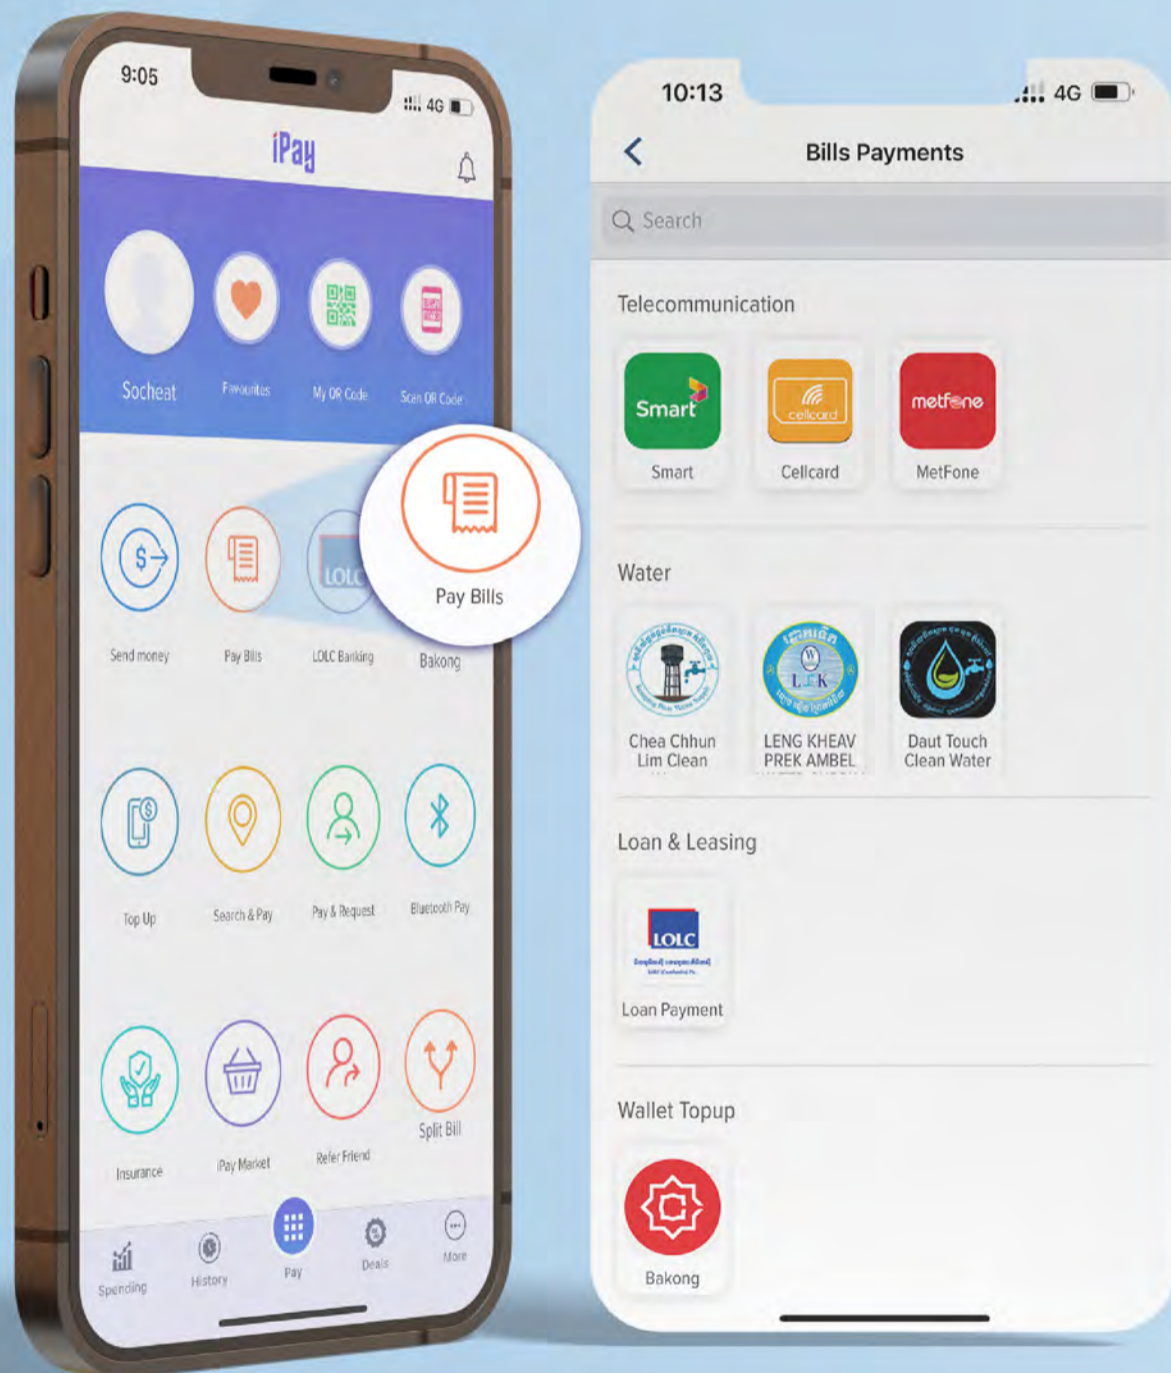 9:05
4G
iPay
Socheat
Favourites
My QR Code
Scan QR Code
Pay Bills
$
LOLC
Send money
Pay Bills
LOLC Banking
Bakong
$
Top Up
Search & Pay
Pay & Request
Bluetooth Pay
Insurance
iPay Market
Refer Friend
Split Bill
Spending
History
Pay
Deals
More
10:13
4G
Bills Payments
Search
Telecommunication
Smart
cellcard
metfone
Smart
Cellcard
MetFone
Water
W
Chea Chhun
Lim Clean
LENG KHEAV
PREK AMBEL
Daut Touch
Clean Water
Loan & Leasing
LOLC
Loan Payment
Wallet Topup
Bakong